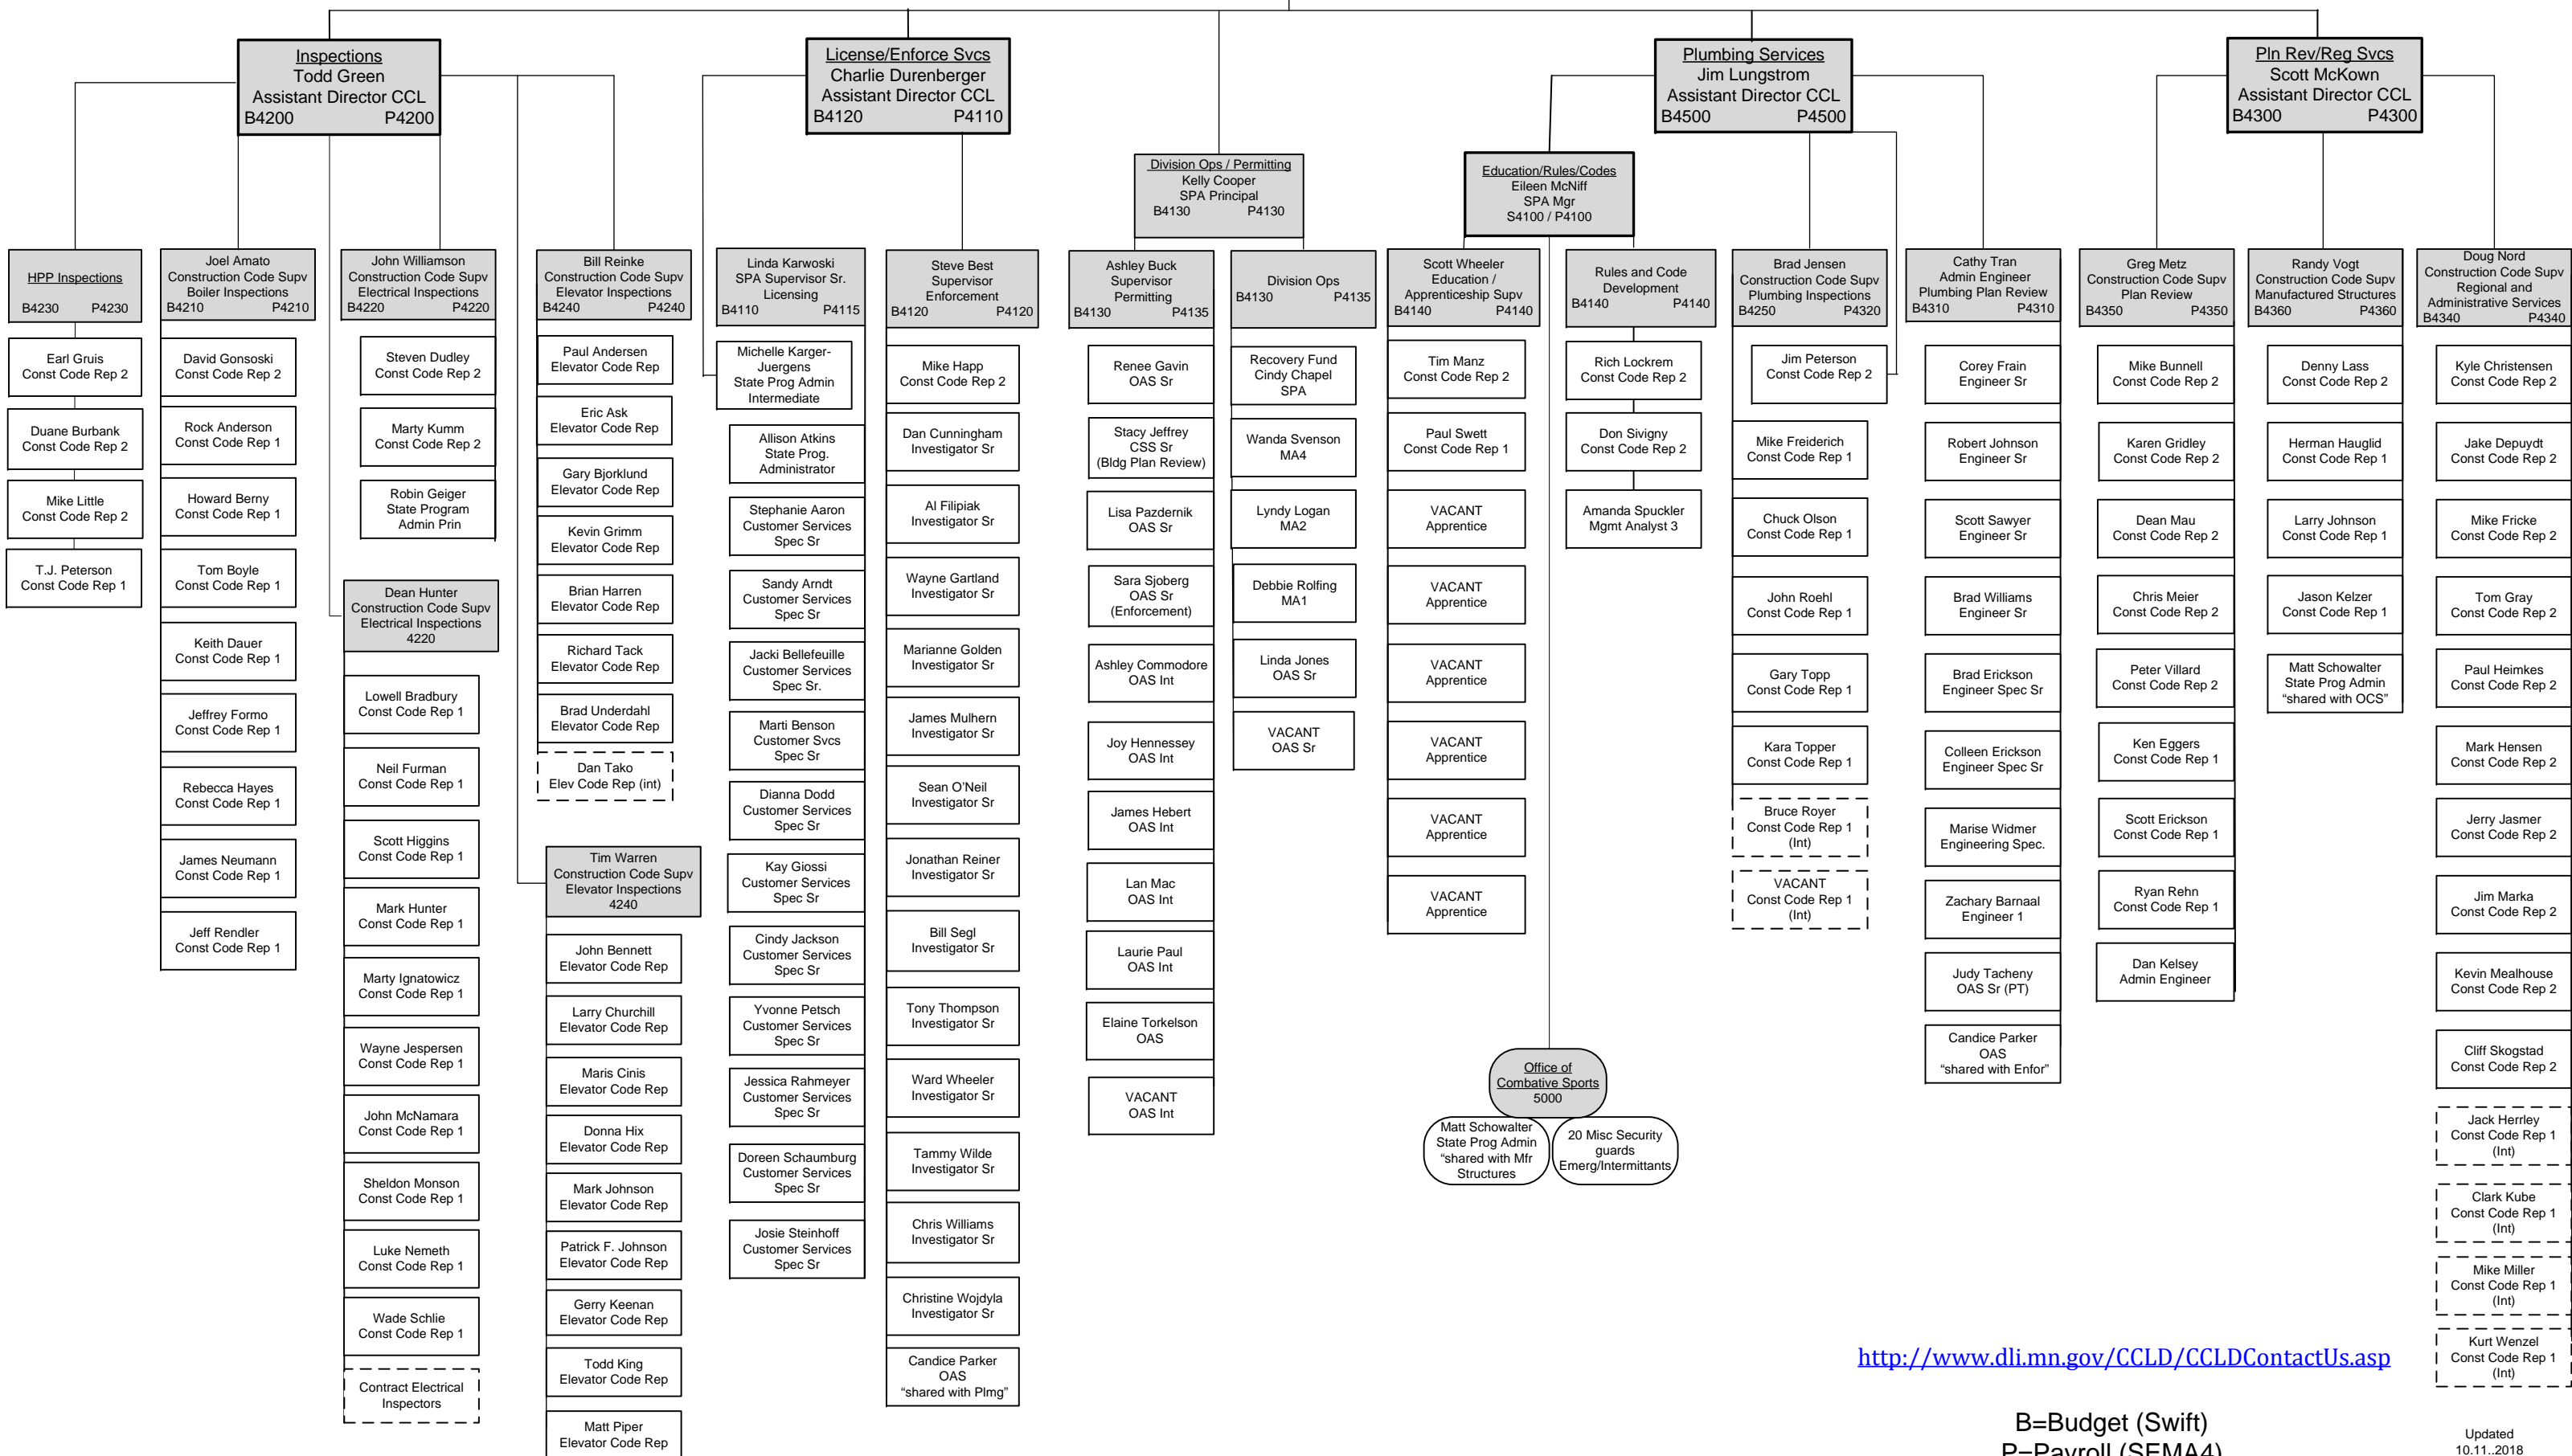 Inspections
Todd Green
Assistant Director CCL
B4200 P4200
License/Enforce Svcs
Charlie Durenberger
Assistant Director CCL
B4120 P4110
Plumbing Services
Jim Lungstrom
Assistant Director CCL
B4500 P4500
Pln Rev/Reg Svcs
Scott McKown
Assistant Director CCL
B4300 P4300
Division Ops / Permitting
Kelly Cooper
SPA Principal
B4130 P4130
Education/Rules/Codes
Eileen McNiff
SPA Mgr
S4100 / P4100
HPP Inspections
B4230 P4230
Earl Gruis
Const Code Rep 2
Duane Burbank
Const Code Rep 2
Mike Little
Const Code Rep 2
T.J. Peterson
Const Code Rep 1
Joel Amato
Construction Code Supv
Boiler Inspections
B4210 P4210
David Gonsoski
Const Code Rep 2
Rock Anderson
Const Code Rep 1
Howard Berny
Const Code Rep 1
Tom Boyle
Const Code Rep 1
Keith Dauer
Const Code Rep 1
Jeffrey Formo
Const Code Rep 1
Rebecca Hayes
Const Code Rep 1
James Neumann
Const Code Rep 1
Jeff Rendler
Const Code Rep 1
John Williamson
Construction Code Supv
Electrical Inspections
B4220 P4220
Steven Dudley
Const Code Rep 2
Marty Kumm
Const Code Rep 2
Robin Geiger
State Program
Admin Prin
Dean Hunter
Construction Code Supv
Electrical Inspections
4220
Lowell Bradbury
Const Code Rep 1
Neil Furman
Const Code Rep 1
Scott Higgins
Const Code Rep 1
Mark Hunter
Const Code Rep 1
Marty Ignatowicz
Const Code Rep 1
Wayne Jespersen
Const Code Rep 1
John McNamara
Const Code Rep 1
Sheldon Monson
Const Code Rep 1
Luke Nemeth
Const Code Rep 1
Wade Schlie
Const Code Rep 1
Contract Electrical
Inspectors
Bill Reinke
Construction Code Supv
Elevator Inspections
B4240 P4240
Paul Andersen
Elevator Code Rep
Eric Ask
Elevator Code Rep
Gary Bjorklund
Elevator Code Rep
Kevin Grimm
Elevator Code Rep
Brian Harren
Elevator Code Rep
Richard Tack
Elevator Code Rep
Brad Underdahl
Elevator Code Rep
Dan Tako
Elev Code Rep (int)
Tim Warren
Construction Code Supv
Elevator Inspections
4240
John Bennett
Elevator Code Rep
Larry Churchill
Elevator Code Rep
Maris Cinis
Elevator Code Rep
Donna Hix
Elevator Code Rep
Mark Johnson
Elevator Code Rep
Patrick F. Johnson
Elevator Code Rep
Gerry Keenan
Elevator Code Rep
Todd King
Elevator Code Rep
Matt Piper
Elevator Code Rep
Linda Karwoski
SPA Supervisor Sr.
Licensing
B4110 P4115
Michelle Karger-
Juergens
State Prog Admin
Intermediate
Allison Atkins
State Prog.
Administrator
Stephanie Aaron
Customer Services
Spec Sr
Sandy Arndt
Customer Services
Spec Sr
Jacki Bellefeuille
Customer Services
Spec Sr.
Marti Benson
Customer Svcs
Spec Sr
Dianna Dodd
Customer Services
Spec Sr
Kay Giossi
Customer Services
Spec Sr
Cindy Jackson
Customer Services
Spec Sr
Yvonne Petsch
Customer Services
Spec Sr
Jessica Rahmeyer
Customer Services
Spec Sr
Doreen Schaumburg
Customer Services
Spec Sr
Josie Steinhoff
Customer Services
Spec Sr
Steve Best
Supervisor
Enforcement
B4120 P4120
Mike Happ
Const Code Rep 2
Dan Cunningham
Investigator Sr
Al Filipiak
Investigator Sr
Wayne Gartland
Investigator Sr
Marianne Golden
Investigator Sr
James Mulhern
Investigator Sr
Sean O’Neil
Investigator Sr
Jonathan Reiner
Investigator Sr
Bill Segl
Investigator Sr
Tony Thompson
Investigator Sr
Ward Wheeler
Investigator Sr
Tammy Wilde
Investigator Sr
Chris Williams
Investigator Sr
Christine Wojdyla
Investigator Sr
Candice Parker
OAS
“shared with Plmg”
Ashley Buck
Supervisor
Permitting
B4130 P4135
Renee Gavin
OAS Sr
Stacy Jeffrey
CSS Sr
(Bldg Plan Review)
Lisa Pazdernik
OAS Sr
Sara Sjoberg
OAS Sr
(Enforcement)
Ashley Commodore
OAS Int
Joy Hennessey
OAS Int
James Hebert
OAS Int
Lan Mac
OAS Int
Laurie Paul
OAS Int
Elaine Torkelson
OAS
VACANT
OAS Int
Division Ops
B4130 P4135
Recovery Fund
Cindy Chapel
SPA
Wanda Svenson
MA4
Lyndy Logan
MA2
Debbie Rolfing
MA1
Linda Jones
OAS Sr
VACANT
OAS Sr
Scott Wheeler
Education /
Apprenticeship Supv
B4140 P4140
Tim Manz
Const Code Rep 2
Paul Swett
Const Code Rep 1
VACANT
Apprentice
VACANT
Apprentice
VACANT
Apprentice
VACANT
Apprentice
VACANT
Apprentice
VACANT
Apprentice
Rules and Code
Development
B4140 P4140
Rich Lockrem
Const Code Rep 2
Don Sivigny
Const Code Rep 2
Amanda Spuckler
Mgmt Analyst 3
Office of
Combative Sports
5000
Matt Schowalter
State Prog Admin
“shared with Mfr
Structures
20 Misc Security
guards
Emerg/Intermittants
Brad Jensen
Construction Code Supv
Plumbing Inspections
B4250 P4320
Jim Peterson
Const Code Rep 2
Mike Freiderich
Const Code Rep 1
Chuck Olson
Const Code Rep 1
John Roehl
Const Code Rep 1
Gary Topp
Const Code Rep 1
Kara Topper
Const Code Rep 1
Bruce Royer
Const Code Rep 1
(Int)
VACANT
Const Code Rep 1
(Int)
Cathy Tran
Admin Engineer
Plumbing Plan Review
B4310 P4310
Corey Frain
Engineer Sr
Robert Johnson
Engineer Sr
Scott Sawyer
Engineer Sr
Brad Williams
Engineer Sr
Brad Erickson
Engineer Spec Sr
Colleen Erickson
Engineer Spec Sr
Marise Widmer
Engineering Spec.
Zachary Barnaal
Engineer 1
Judy Tacheny
OAS Sr (PT)
Candice Parker
OAS
“shared with Enfor”
Greg Metz
Construction Code Supv
Plan Review
B4350 P4350
Mike Bunnell
Const Code Rep 2
Karen Gridley
Const Code Rep 2
Dean Mau
Const Code Rep 2
Chris Meier
Const Code Rep 2
Peter Villard
Const Code Rep 2
Ken Eggers
Const Code Rep 1
Scott Erickson
Const Code Rep 1
Ryan Rehn
Const Code Rep 1
Dan Kelsey
Admin Engineer
Randy Vogt
Construction Code Supv
Manufactured Structures
B4360 P4360
Denny Lass
Const Code Rep 2
Herman Hauglid
Const Code Rep 1
Larry Johnson
Const Code Rep 1
Jason Kelzer
Const Code Rep 1
Matt Schowalter
State Prog Admin
“shared with OCS”
Doug Nord
Construction Code Supv
Regional and
Administrative Services
B4340 P4340
Kyle Christensen
Const Code Rep 2
Jake Depuydt
Const Code Rep 2
Mike Fricke
Const Code Rep 2
Tom Gray
Const Code Rep 2
Paul Heimkes
Const Code Rep 2
Mark Hensen
Const Code Rep 2
Jerry Jasmer
Const Code Rep 2
Jim Marka
Const Code Rep 2
Kevin Mealhouse
Const Code Rep 2
Cliff Skogstad
Const Code Rep 2
Jack Herrley
Const Code Rep 1
(Int)
Clark Kube
Const Code Rep 1
(Int)
Mike Miller
Const Code Rep 1
(Int)
Kurt Wenzel
Const Code Rep 1
(Int)
http://www.dli.mn.gov/CCLD/CCLDContactUs.asp
B=Budget (Swift)
P=Payroll (SEMA4)
Updated
10.11..2018